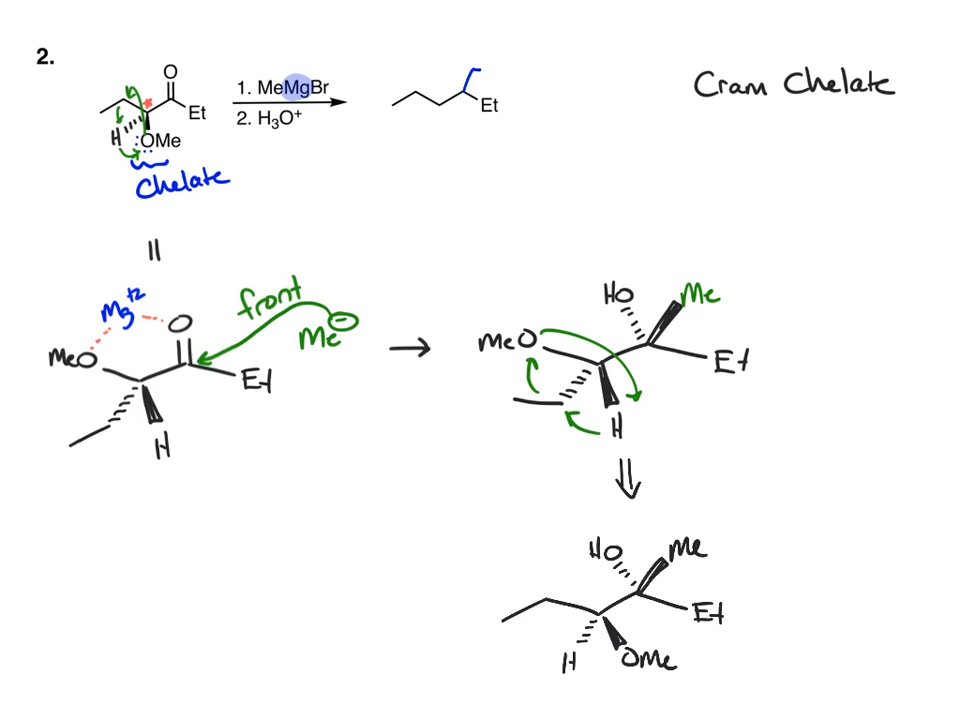 2.
O
1. MeMgBr
2. H₃O⁺
Et
H
:OMe
Chelate
Et
Cram Chelate
Mg+2
O
MeO
Et
H
front
Me⊖
HO
Me
MeO
Et
H
HO
Me
Et
H
OMe